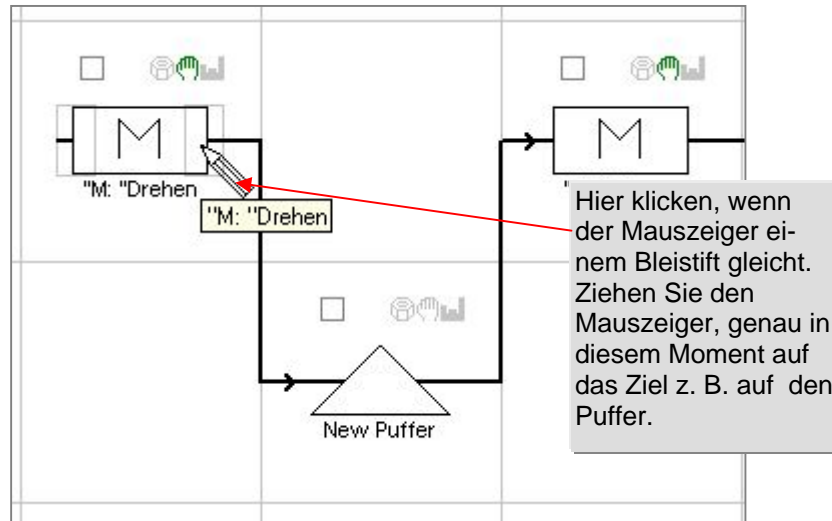 M
M
"M: "Drehen
"
"M: "Drehen
Hier klicken, wenn
der Mauszeiger ei-
nem Bleistift gleicht.
Ziehen Sie den
Mauszeiger, genau in
diesem Moment auf
das Ziel z. B. auf  den
Puffer.
New Puffer